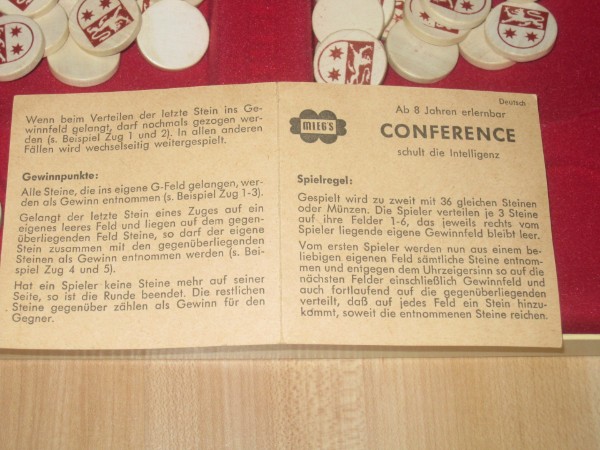 Wenn beim Verteilen der letzte Stein ins Ge-
winnfeld gelangt, darf nochmals gezogen wer-
den (s. Beispiel Zug 1 und 2). In allen anderen
Fällen wird wechselseitig weitergespielt.
Gewinnpunkte:
Alle Steine, die ins eigene G-Feld gelangen, wer-
den als Gewinn entnommen (s. Beispiel Zug 1-3).
Gelangt der letzte Stein eines Zuges auf ein
eigenes leeres Feld und liegen auf dem gegen-
überliegenden Feld Steine, so darf der eigene
Stein zusammen mit den gegenüberliegenden
Steinen als Gewinn entnommen werden (s. Bei-
spiel Zug 4 und 5).
Hat ein Spieler keine Steine mehr auf seiner
Seite, so ist die Runde beendet. Die restlichen
Steine gegenüber zählen als Gewinn für den
Gegner.
Deutsch
MIEG'S
Ab 8 Jahren erlernbar
CONFERENCE
schult die Intelligenz
Spielregel:
Gespielt wird zu zweit mit 36 gleichen Steinen
oder Münzen. Die Spieler verteilen je 3 Steine
auf ihre Felder 1-6, das jeweils rechts vom
Spieler liegende eigene Gewinnfeld bleibt leer.
Vom ersten Spieler werden nun aus einem be-
liebigen eigenen Feld sämtliche Steine entnom-
men und entgegen dem Uhrzeigersinn so auf die
nächsten Felder einschließlich Gewinnfeld und
auch fortlaufend auf die gegenüberliegenden
verteilt, daß auf jedes Feld ein Stein hinzu-
kommt, soweit die entnommenen Steine reichen.